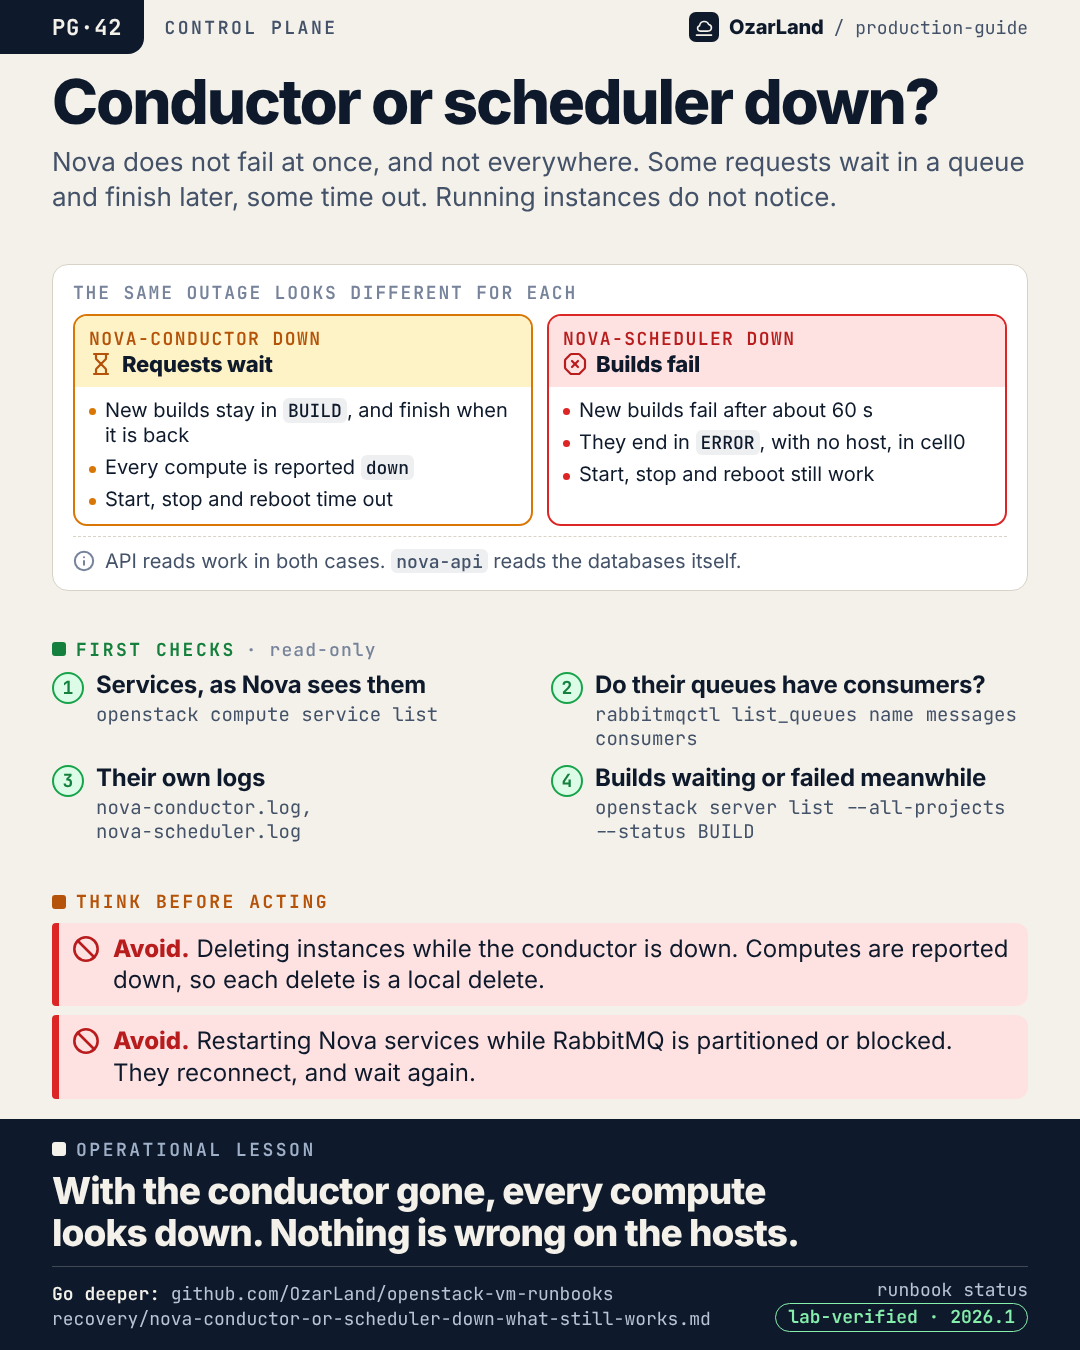 PG·42
CONTROL PLANE
OzarLand / production-guide
Conductor or scheduler down?
Nova does not fail at once, and not everywhere. Some requests wait in a queue
and finish later, some time out. Running instances do not notice.
THE SAME OUTAGE LOOKS DIFFERENT FOR EACH
NOVA-CONDUCTOR DOWN
Requests wait
New builds stay in BUILD, and finish when
it is back
Every compute is reported down
Start, stop and reboot time out
NOVA-SCHEDULER DOWN
Builds fail
New builds fail after about 60 s
They end in ERROR, with no host, in cell0
Start, stop and reboot still work
API reads work in both cases. nova-api reads the databases itself.
FIRST CHECKS · read-only
1 Services, as Nova sees them
openstack compute service list
2 Do their queues have consumers?
rabbitmqctl list_queues name messages
consumers
3 Their own logs
nova-conductor.log,
nova-scheduler.log
4 Builds waiting or failed meanwhile
openstack server list --all-projects
--status BUILD
THINK BEFORE ACTING
Avoid. Deleting instances while the conductor is down. Computes are reported
down, so each delete is a local delete.
Avoid. Restarting Nova services while RabbitMQ is partitioned or blocked.
They reconnect, and wait again.
OPERATIONAL LESSON
With the conductor gone, every compute
looks down. Nothing is wrong on the hosts.
Go deeper: github.com/OzarLand/openstack-vm-runbooks
recovery/nova-conductor-or-scheduler-down-what-still-works.md
runbook status
lab-verified · 2026.1